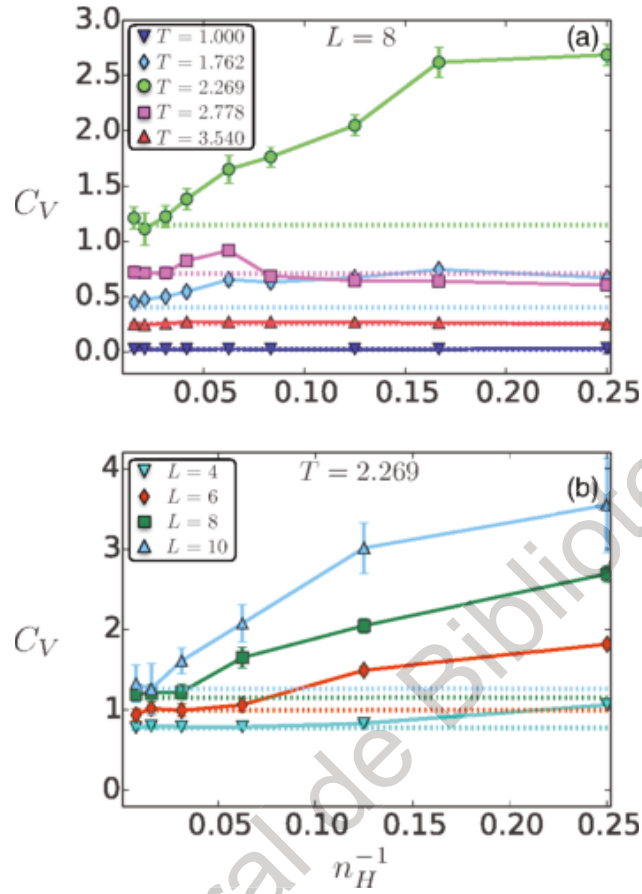 3.0
2.5
2.0
1.5
1.0
0.5
0.0
C_V
T = 1.000
T = 1.762
T = 2.269
T = 2.778
T = 3.540
L = 8
(a)
0.05 0.10 0.15 0.20 0.25
4
3
2
1
0
C_V
L = 4
L = 6
L = 8
L = 10
T = 2.269
(b)
0.05 0.10 0.15 0.20 0.25
n_H^{-1}
ral de Bibliote